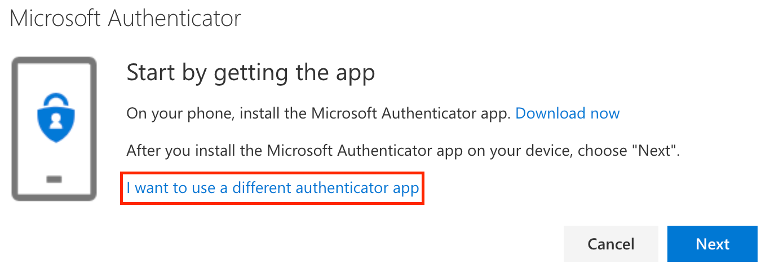 Microsoft Authenticator
Start by getting the app
On your phone, install the Microsoft Authenticator app. Download now
After you install the Microsoft Authenticator app on your device, choose "Next".
I want to use a different authenticator app
Cancel Next